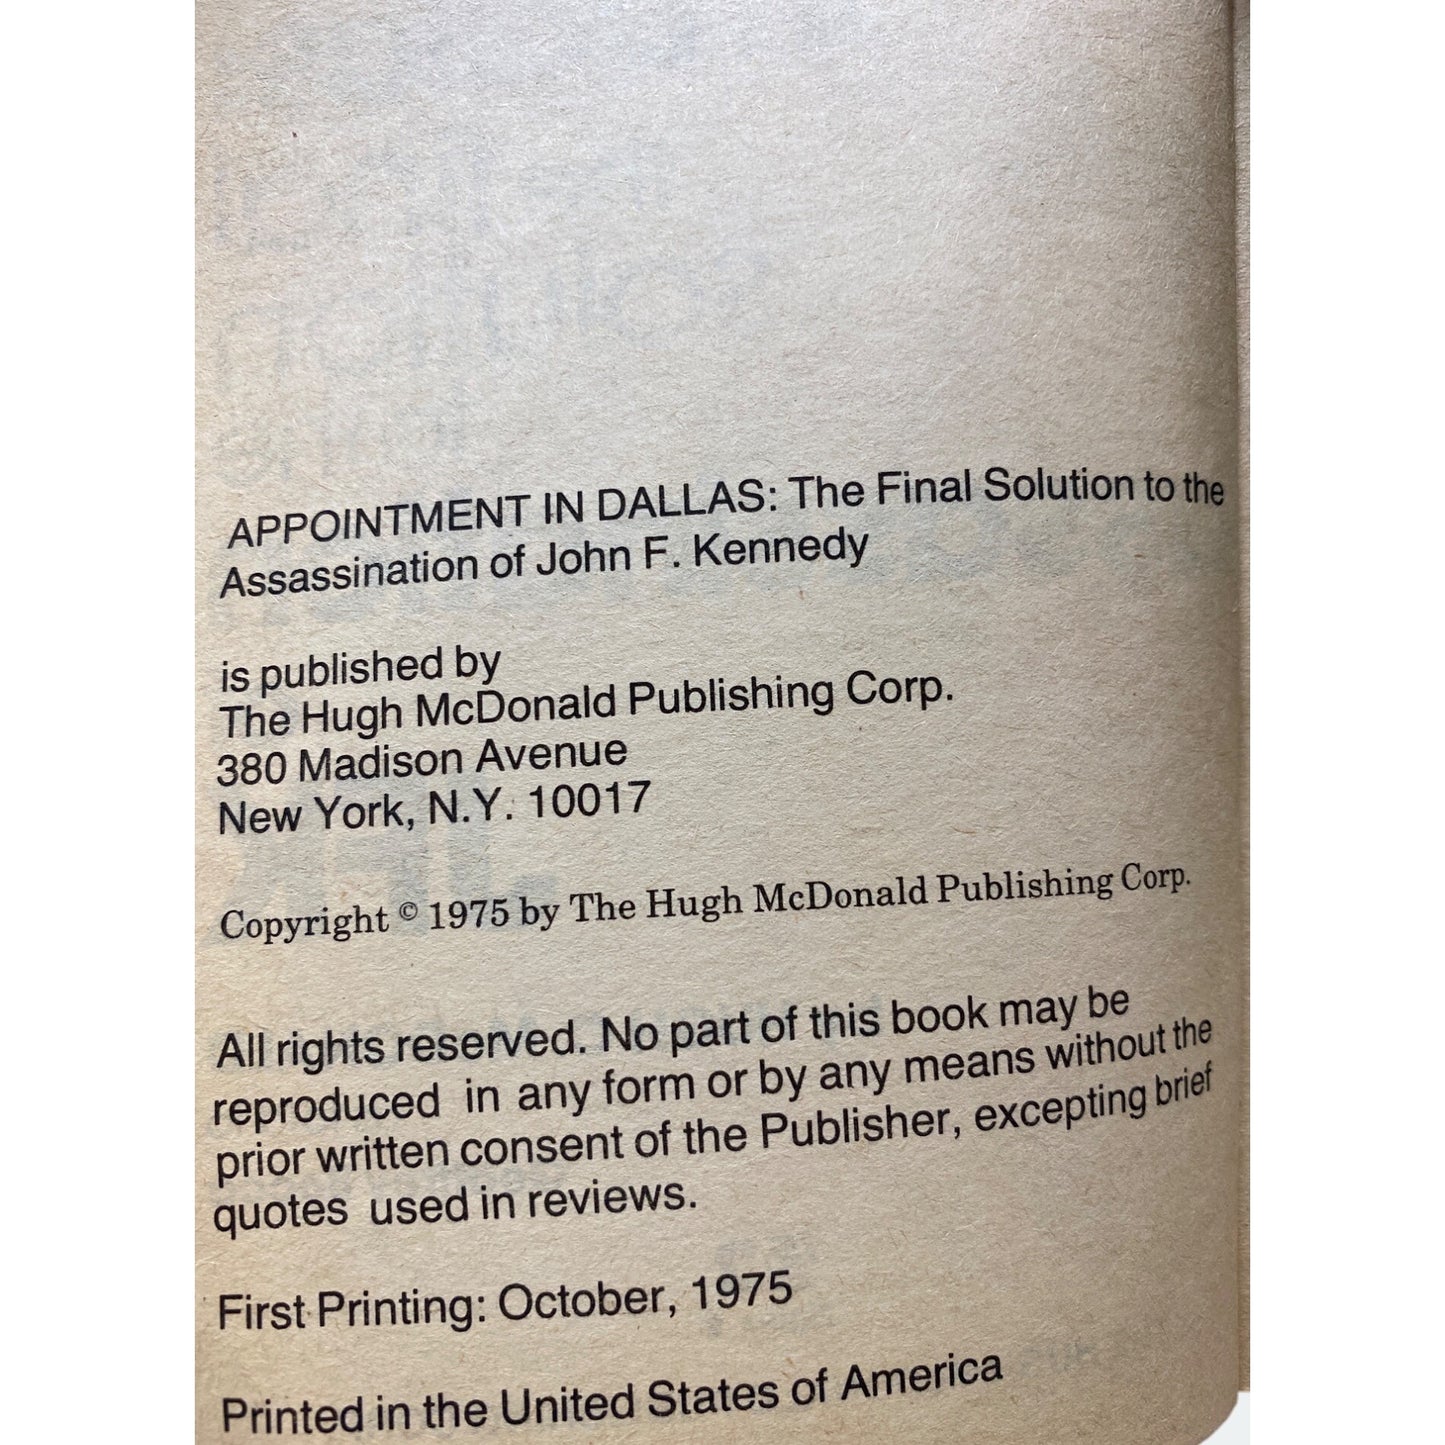 APPOINTMENT IN DALLAS: The Final Solution to the
Assassination of John F. Kennedy
is published by
The Hugh McDonald Publishing Corp.
380 Madison Avenue
New York, N.Y. 10017
Copyright © 1975 by The Hugh McDonald Publishing Corp.
All rights reserved. No part of this book may be
reproduced in any form or by any means without the
prior written consent of the Publisher, excepting brief
quotes used in reviews.
First Printing: October, 1975
Printed in the United States of America